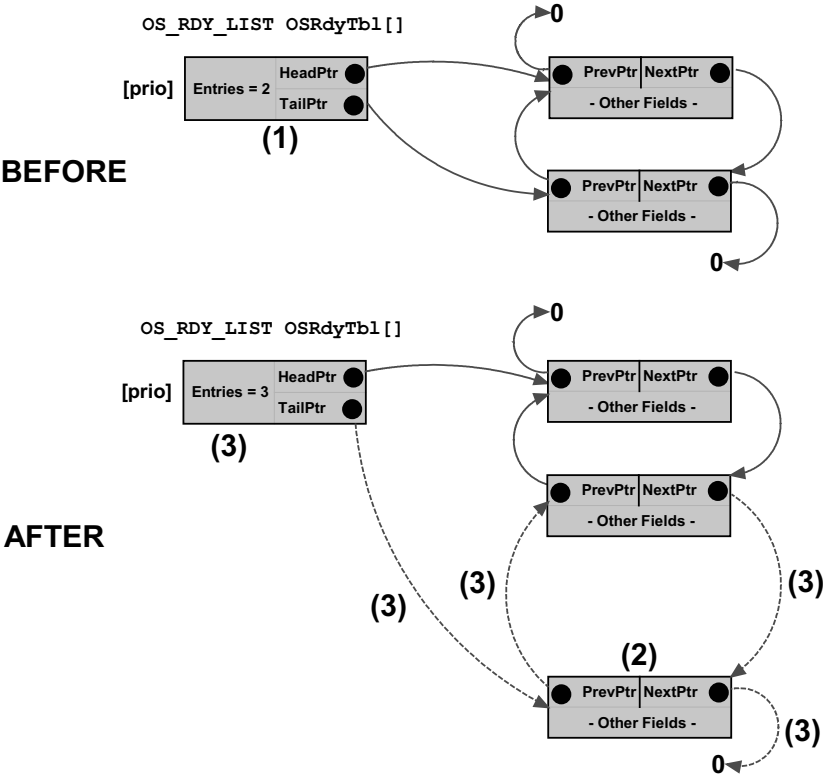 OS_RDY_LIST OSRdyTbl[]
0
[prio]
Entries = 2
HeadPtr
TailPtr
(1)
PrevPtr NextPtr
- Other Fields -
BEFORE
PrevPtr NextPtr
- Other Fields -
0
OS_RDY_LIST OSRdyTbl[]
0
[prio]
Entries = 3
HeadPtr
TailPtr
(3)
PrevPtr NextPtr
- Other Fields -
AFTER
PrevPtr NextPtr
- Other Fields -
(3)
(3)
(3)
(2)
PrevPtr NextPtr
- Other Fields -
(3)
0